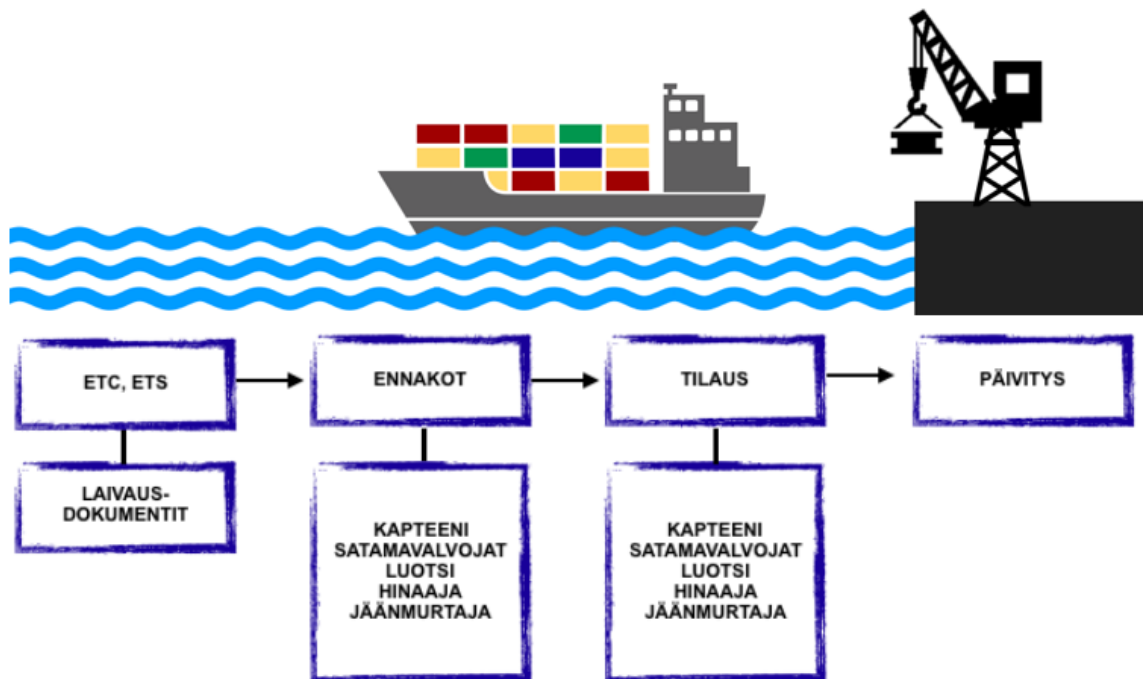 ETC, ETS
ENNAKOT
TILAUS
PÄIVITYS
LAIVAUS-
DOKUMENTIT
KAPTEENI
SATAMAVALVOJAT
LUOTSI
HINAAJA
JÄÄNMURTAJA
KAPTEENI
SATAMAVALVOJAT
LUOTSI
HINAAJA
JÄÄNMURTAJA